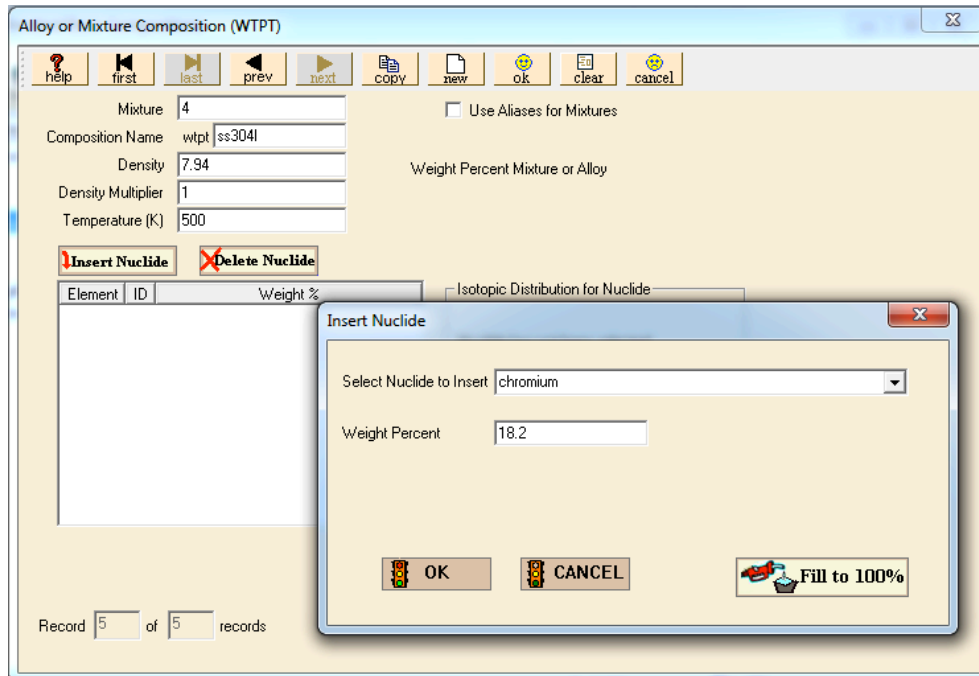 Alloy or Mixture Composition (WTPT)
help first last prev next copy new ok clear cancel
Mixture 4 Use Aliases for Mixtures
Composition Name wtpt ss304l
Density 7.94 Weight Percent Mixture or Alloy
Density Multiplier 1
Temperature (K) 500
Insert Nuclide Delete Nuclide
Element ID Weight % Isotopic Distribution for Nuclide
Insert Nuclide
Select Nuclide to Insert chromium
Weight Percent 18.2
OK CANCEL Fill to 100%
Record 5 of 5 records